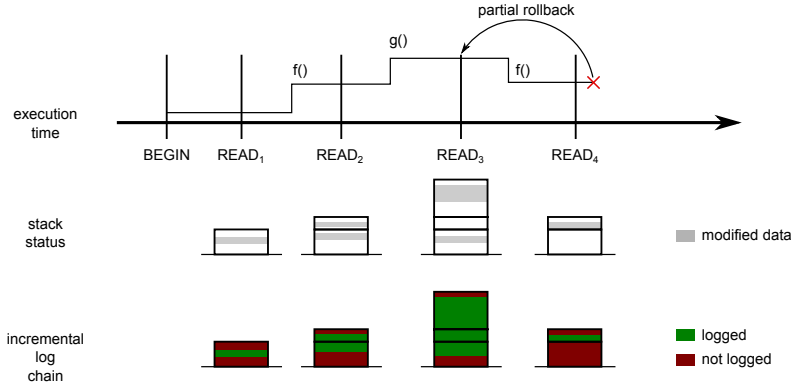 partial rollback
g()
f()
f()
execution
time
BEGIN READ₁ READ₂ READ₃ READ₄
stack
status
modified data
incremental
log
chain
logged
not logged